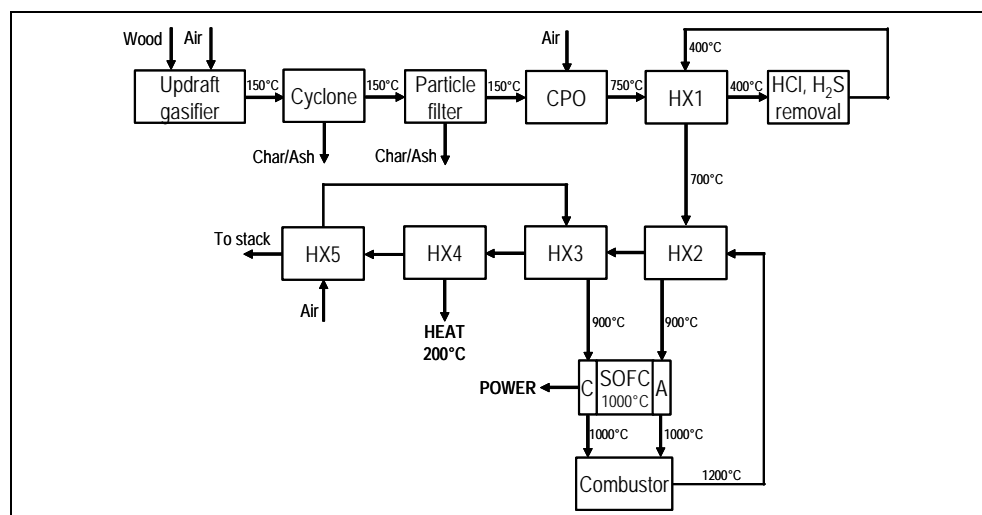 Wood
Air
Updraft
gasifier
150°C
Cyclone
150°C
Particle
filter
150°C
Air
CPO
750°C
HX1
400°C
400°C
HCl, H₂S
removal
Char/Ash
Char/Ash
700°C
To stack
HX5
HX4
HX3
HX2
Air
HEAT
200°C
900°C
900°C
POWER
C
SOFC
1000°C
A
1000°C
1000°C
Combustor
1200°C